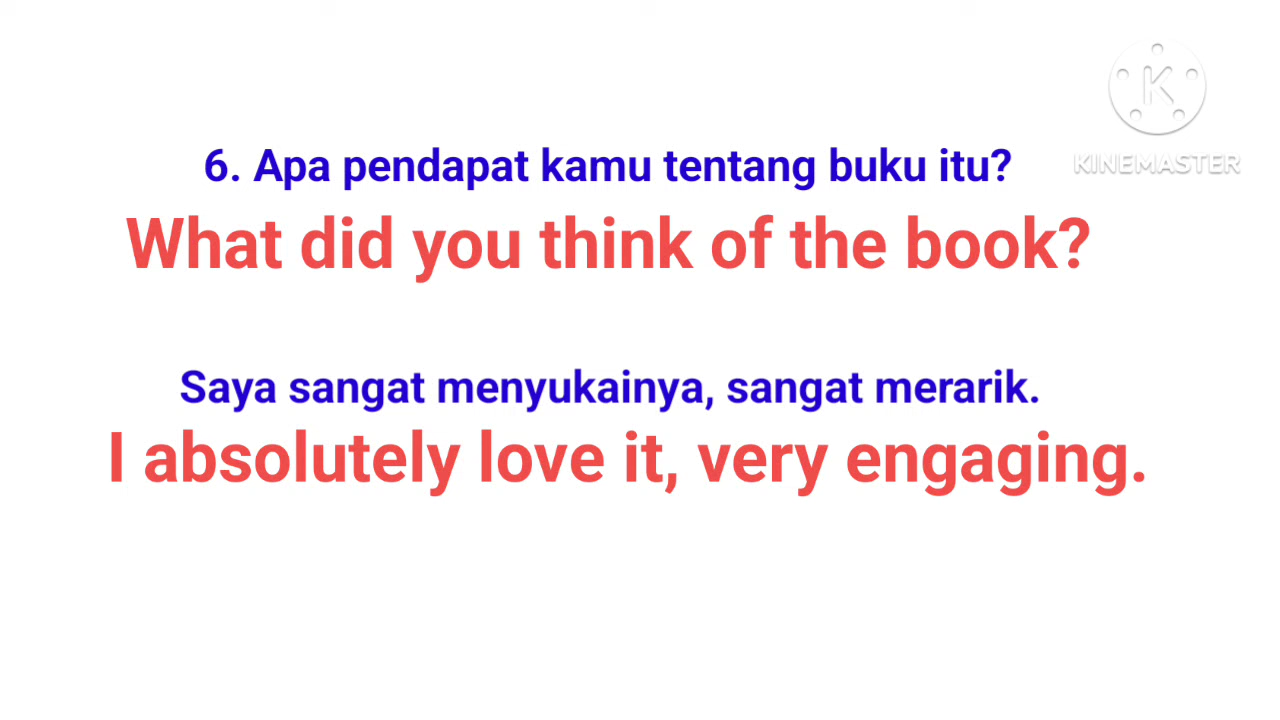 KINEMASTER
6. Apa pendapat kamu tentang buku itu?
What did you think of the book?
Saya sangat menyukainya, sangat merarik.
I absolutely love it, very engaging.